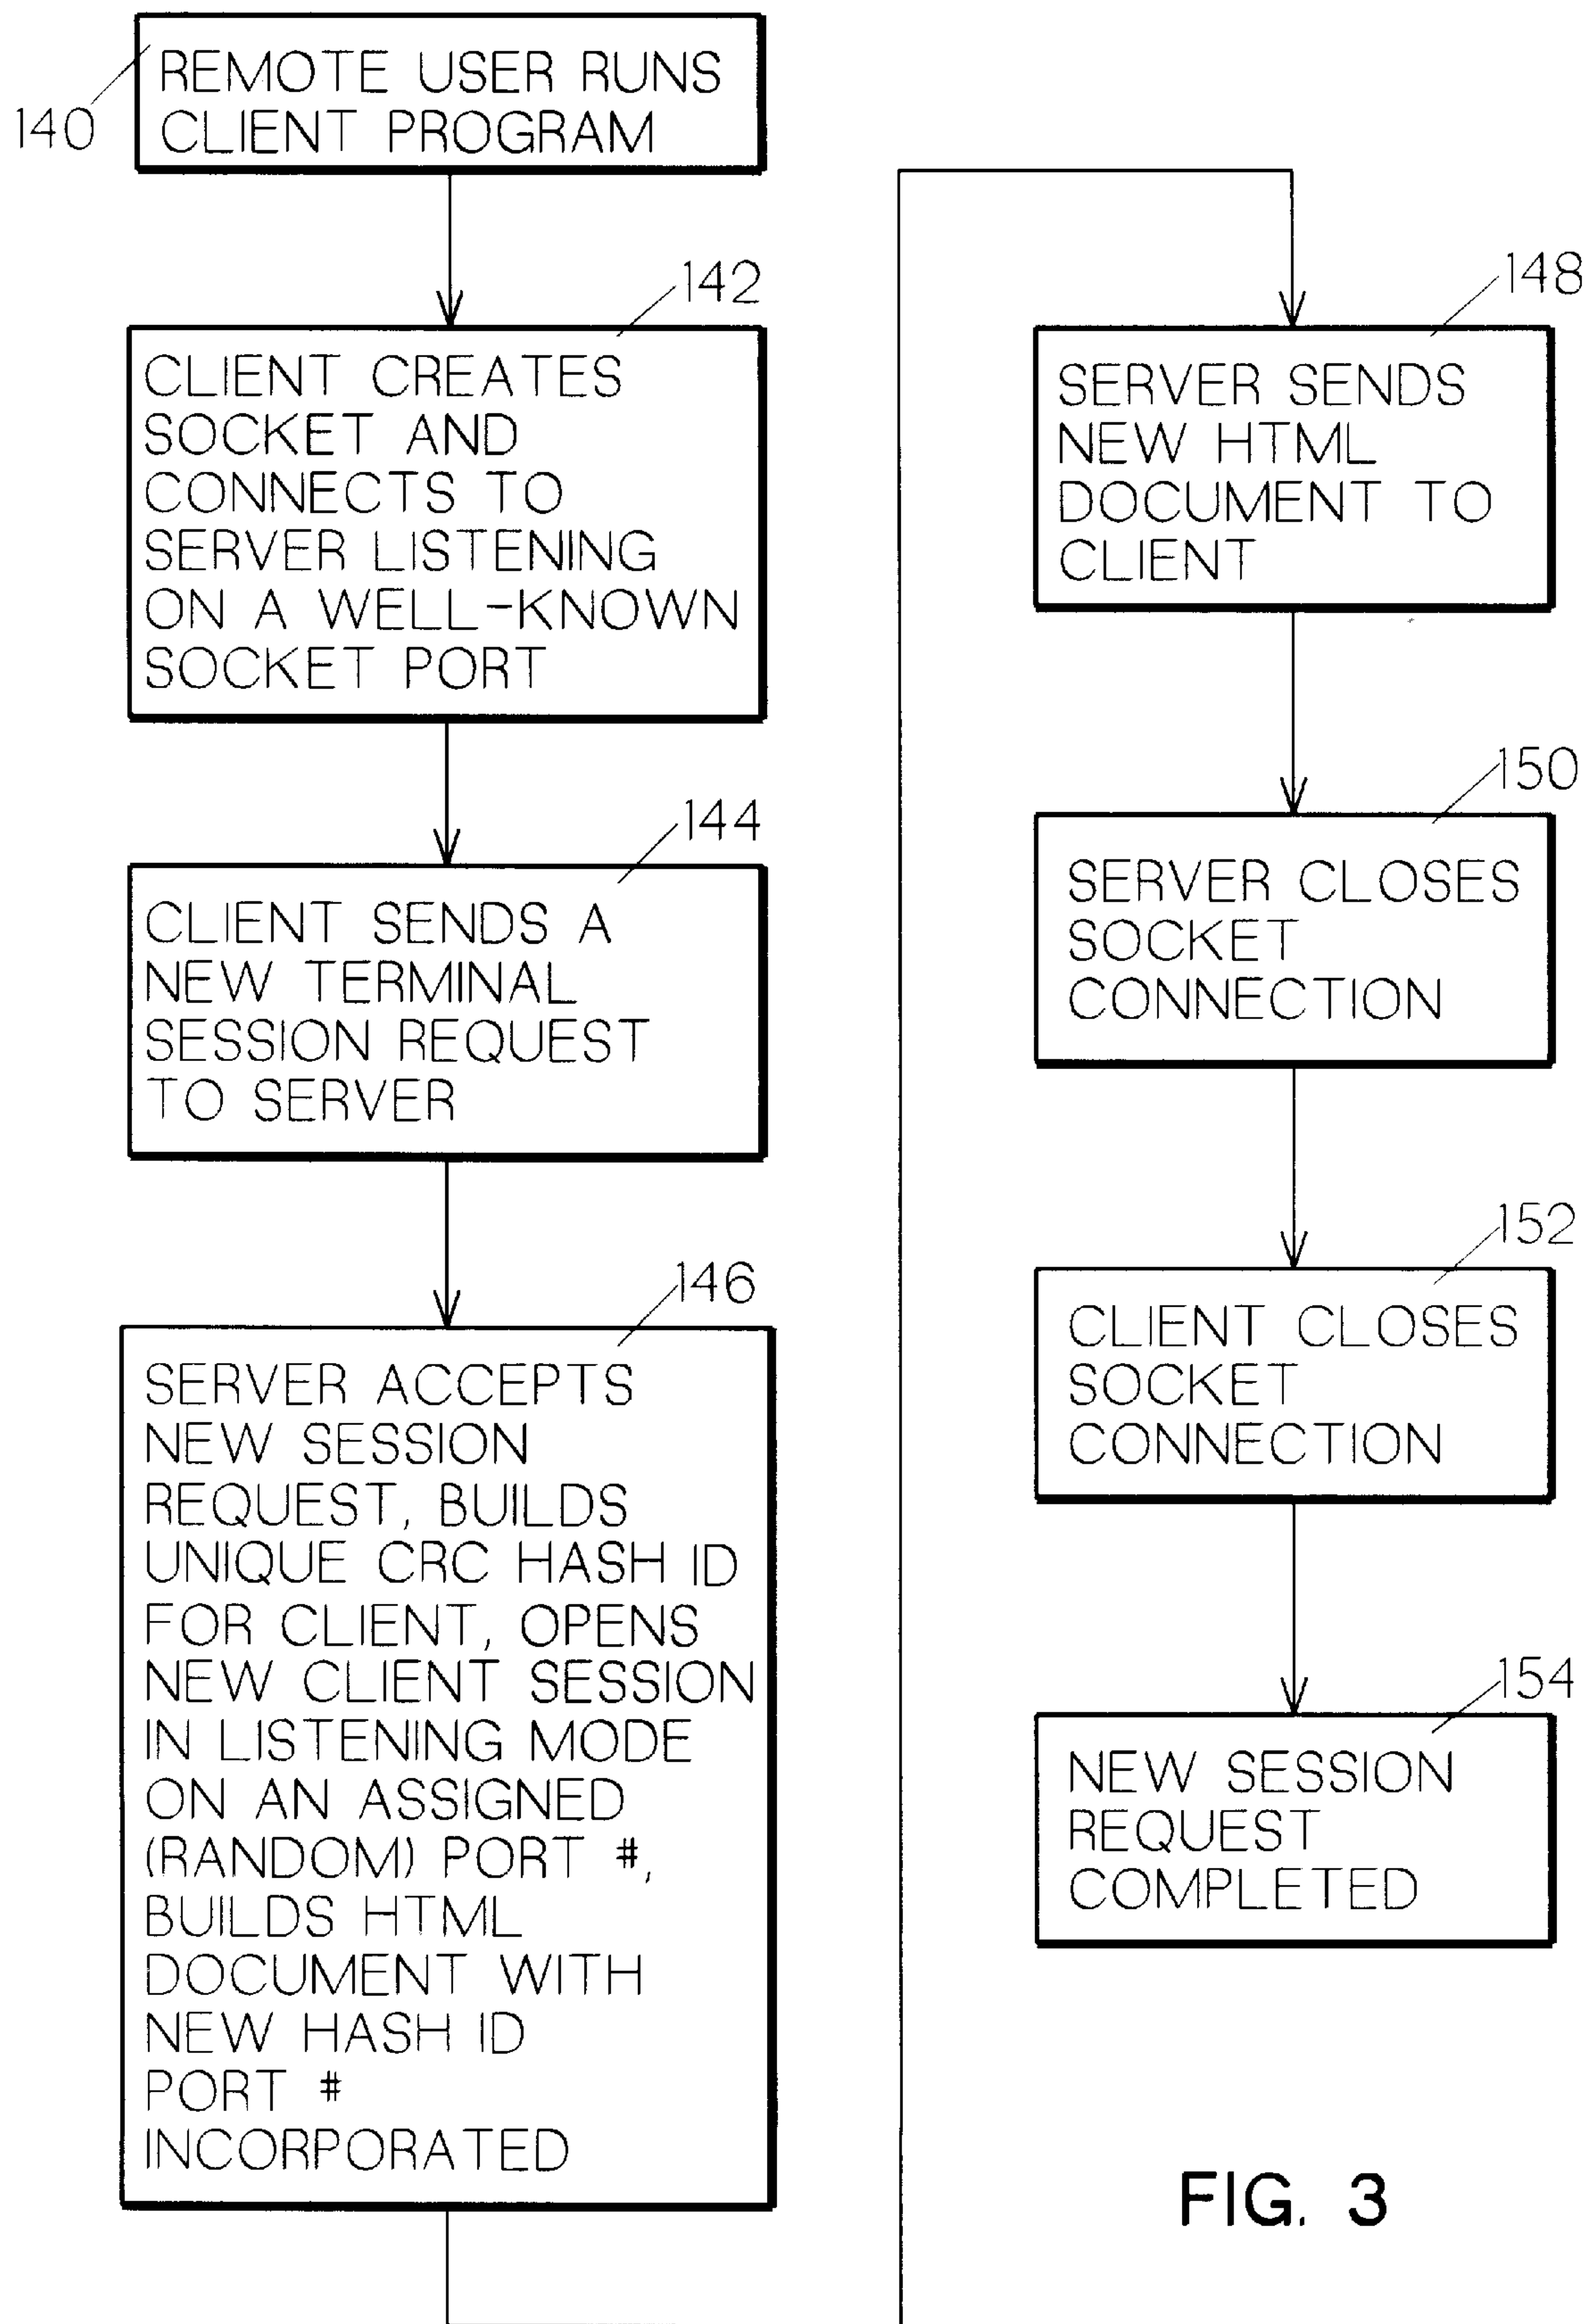 140
REMOTE USER RUNS
CLIENT PROGRAM
142
CLIENT CREATES
SOCKET AND
CONNECTS TO
SERVER LISTENING
ON A WELL-KNOWN
SOCKET PORT
144
CLIENT SENDS A
NEW TERMINAL
SESSION REQUEST
TO SERVER
146
SERVER ACCEPTS
NEW SESSION
REQUEST, BUILDS
UNIQUE CRC HASH ID
FOR CLIENT, OPENS
NEW CLIENT SESSION
IN LISTENING MODE
ON AN ASSIGNED
(RANDOM) PORT #,
BUILDS HTML
DOCUMENT WITH
NEW HASH ID
PORT #
INCORPORATED
148
SERVER SENDS
NEW HTML
DOCUMENT TO
CLIENT
150
SERVER CLOSES
SOCKET
CONNECTION
152
CLIENT CLOSES
SOCKET
CONNECTION
154
NEW SESSION
REQUEST
COMPLETED
FIG. 3